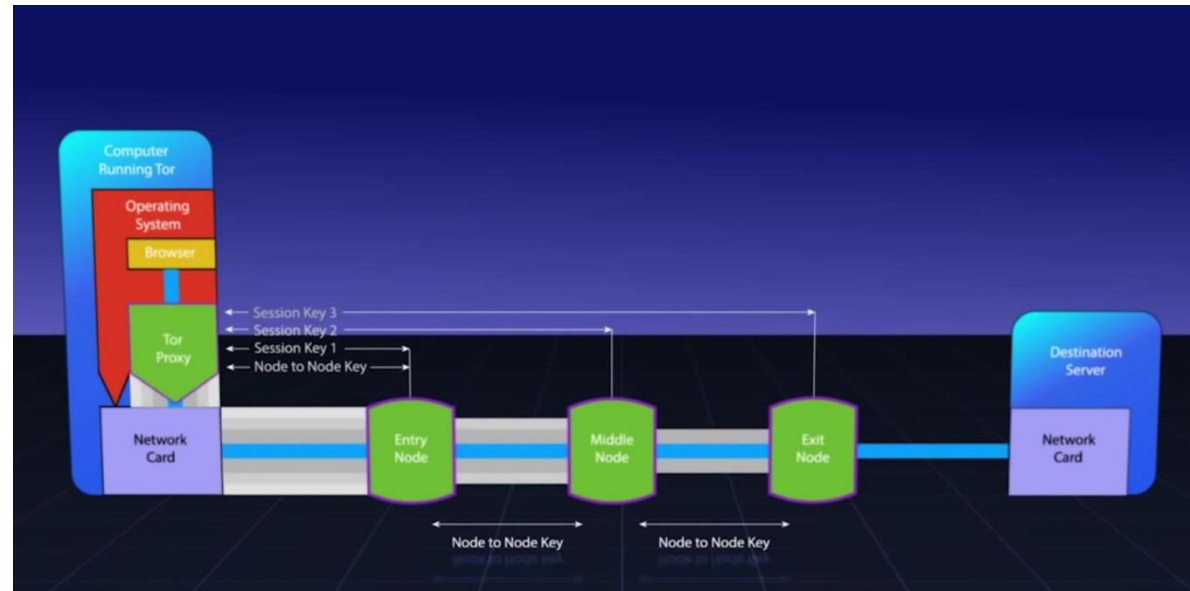 Computer
Running Tor
Operating
System
Browser
Tor
Proxy
Network
Card
Session Key 3
Session Key 2
Session Key 1
Node to Node Key
Entry
Node
Middle
Node
Exit
Node
Node to Node Key
Node to Node Key
Destination
Server
Network
Card